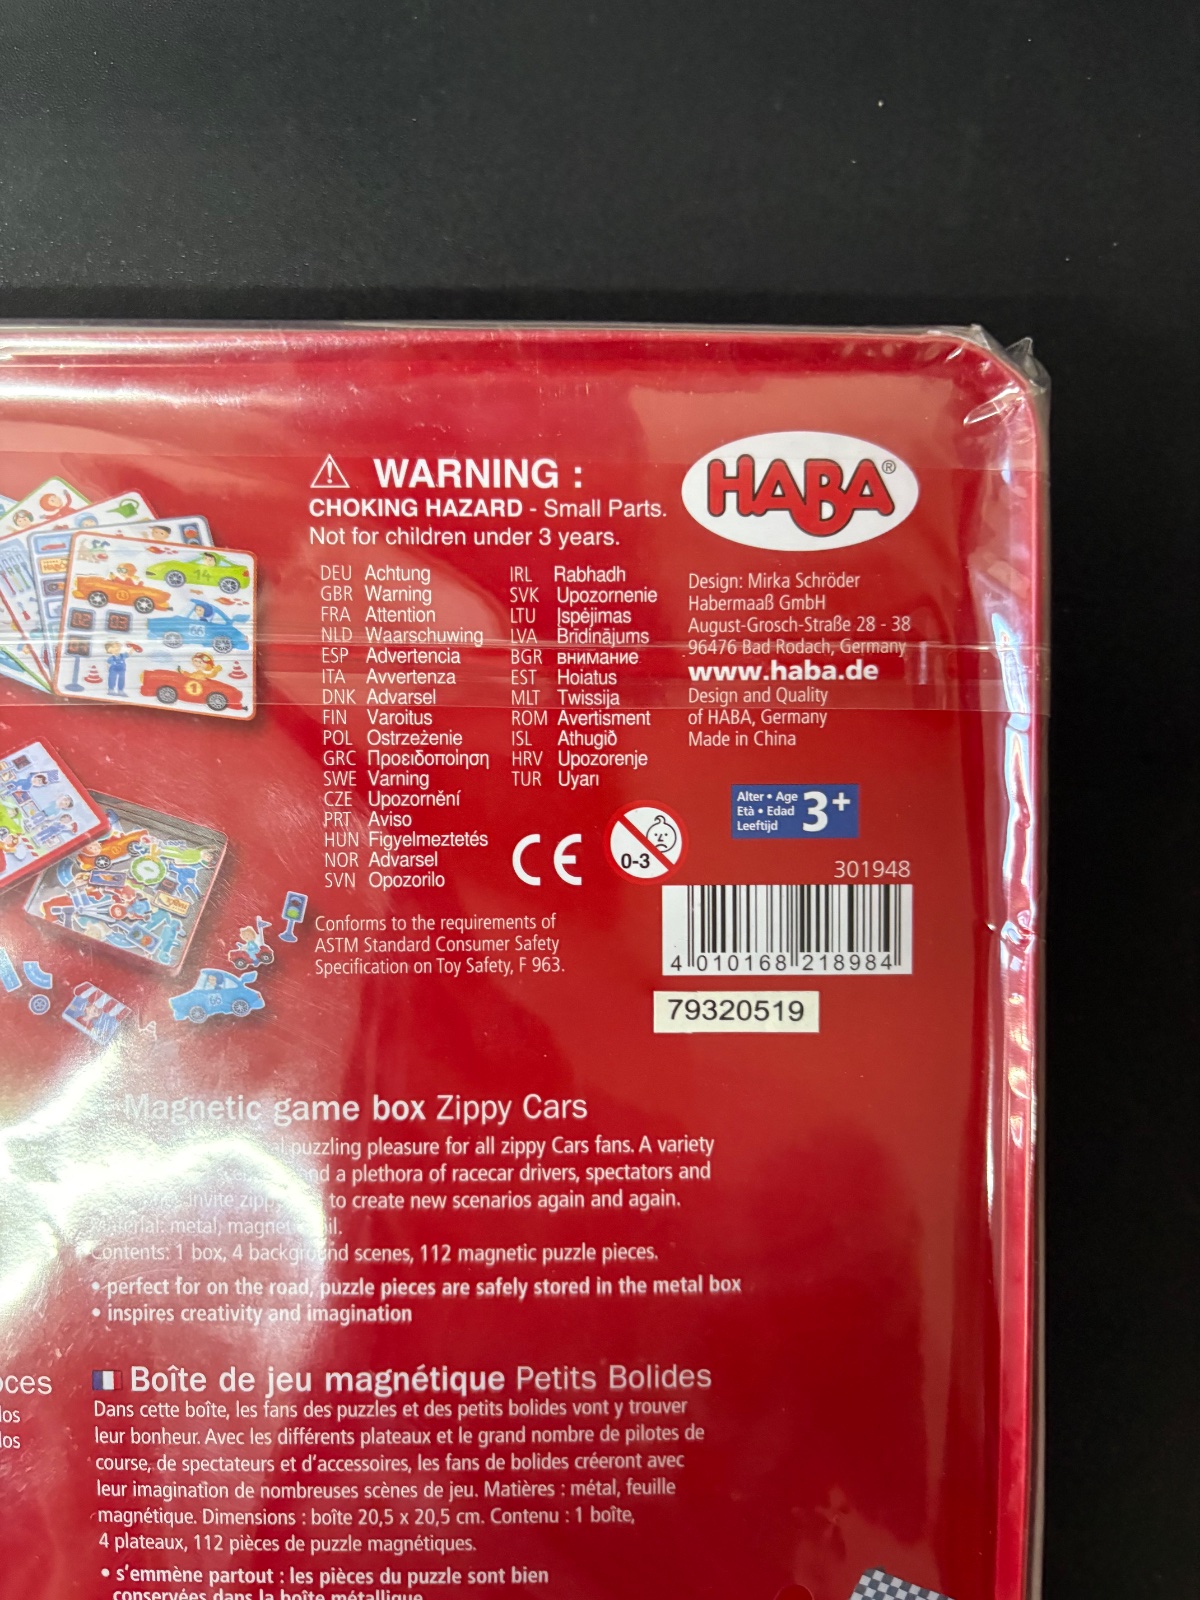 WARNING :
CHOKING HAZARD - Small Parts.
Not for children under 3 years.
HABA®
DEU Achtung
GBR Warning
FRA Attention
NLD Waarschuwing
ESP Advertencia
ITA Avvertenza
DNK Advarsel
FIN Varoitus
POL Ostrzeżenie
GRC Προειδοποίηση
SWE Varning
CZE Upozornění
PRT Aviso
HUN Figyelmeztetés
NOR Advarsel
SVN Opozorilo
IRL Rabhadh
SVK Upozornenie
LTU Įspėjimas
LVA Brīdinājums
BGR внимание
EST Hoiatus
MLT Twissija
ROM Avertisment
ISL Athugið
HRV Upozorenje
TUR Uyarı
Design: Mirka Schröder
Habermaaß GmbH
August-Grosch-Straße 28 - 38
96476 Bad Rodach, Germany
www.haba.de
Design and Quality
of HABA, Germany
Made in China
Alter • Age
Età • Edad
Leeftijd
3+
CE
0-3
Conforms to the requirements of
ASTM Standard Consumer Safety
Specification on Toy Safety, F 963.
301948
4 010168 218984
79320519
14
1
Magnetic game box Zippy Cars
puzzling pleasure for all zippy Cars fans. A variety
and a plethora of racecar drivers, spectators and
invite to create new scenarios again and again.
Material: metal, magnet
Contents: 1 box, 4 background scenes, 112 magnetic puzzle pieces.
• perfect for on the road, puzzle pieces are safely stored in the metal box
• inspires creativity and imagination
Boîte de jeu magnétique Petits Bolides
Dans cette boîte, les fans des puzzles et des petits bolides vont y trouver
leur bonheur. Avec les différents plateaux et le grand nombre de pilotes de
course, de spectateurs et d'accessoires, les fans de bolides créeront avec
leur imagination de nombreuses scènes de jeu. Matières : métal, feuille
magnétique. Dimensions : boîte 20,5 x 20,5 cm. Contenu : 1 boîte,
4 plateaux, 112 pièces de puzzle magnétiques.
• s'emmène partout : les pièces du puzzle sont bien
conservées dans la boîte métallique